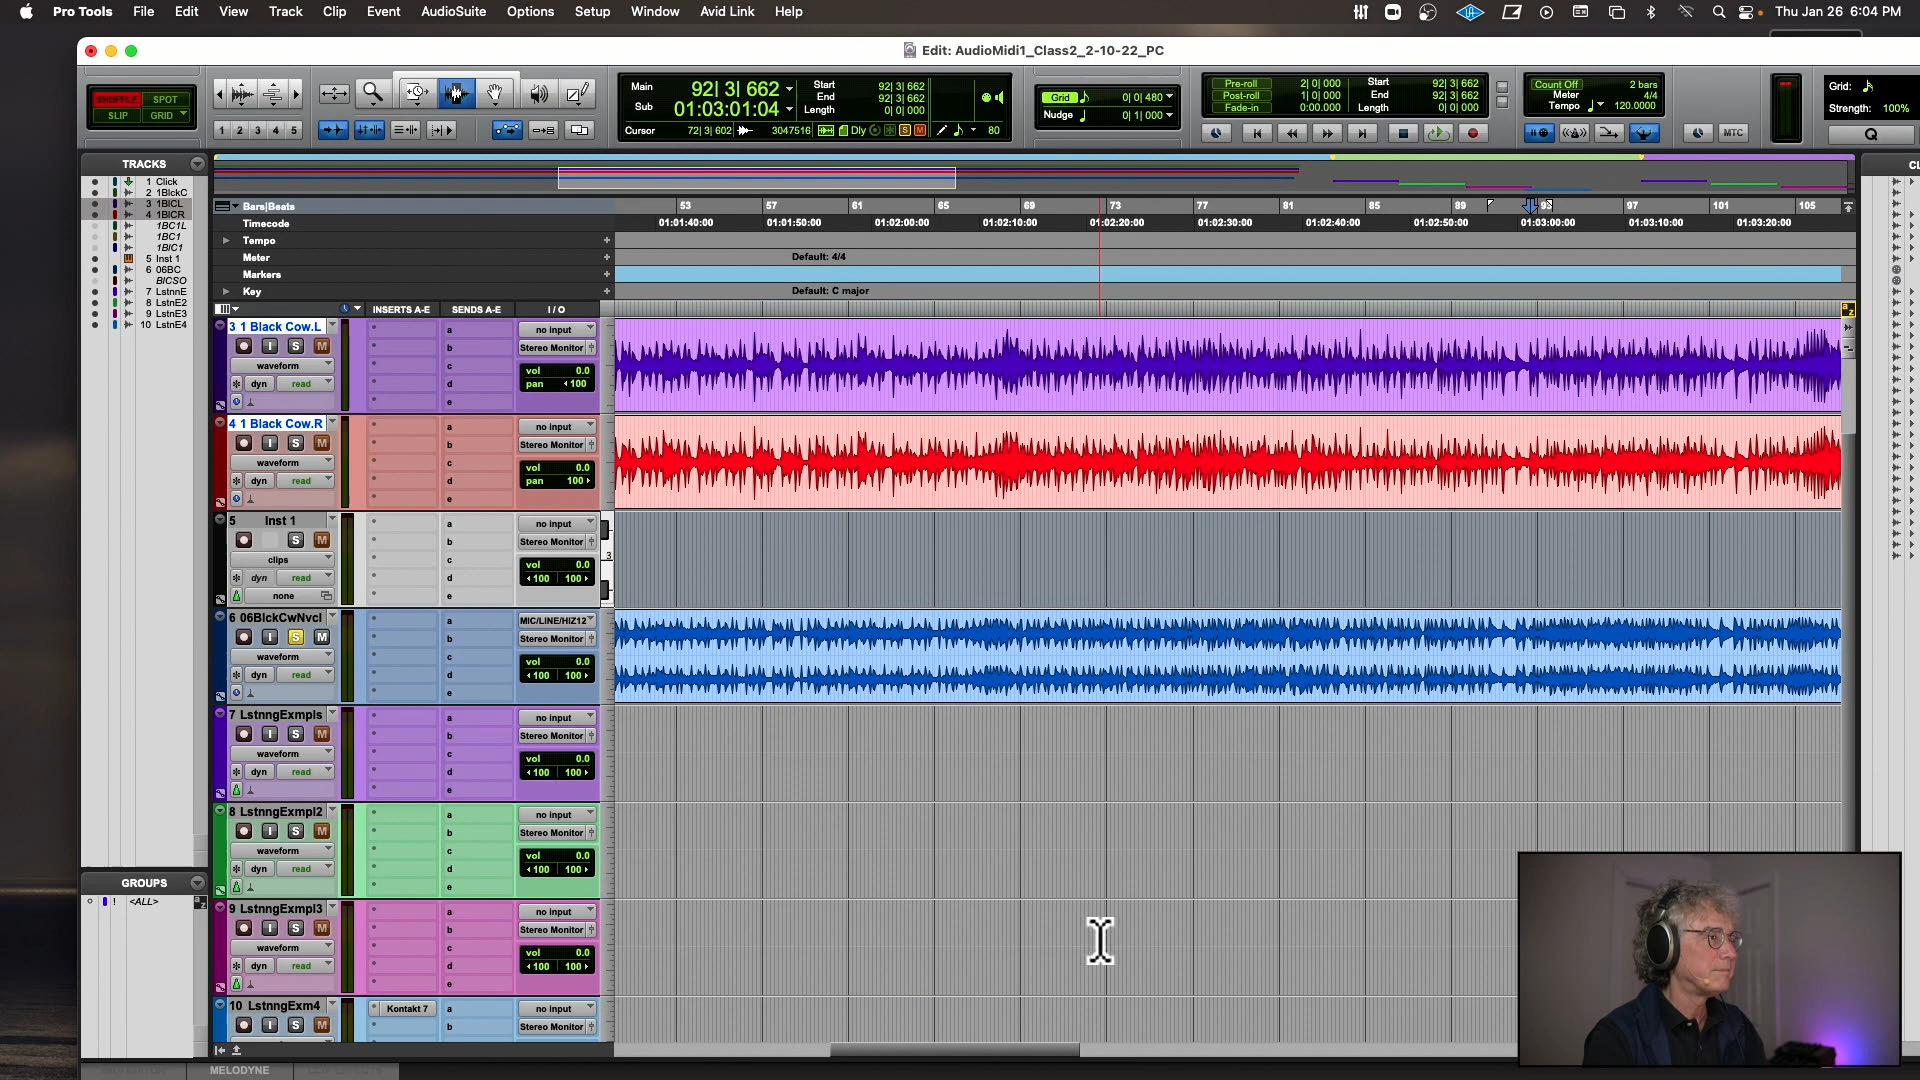 Pro Tools File Edit View Track Clip Event AudioSuite Options Setup Window Avid Link Help Thu Jan 26 6:04 PM
Edit: AudioMidi1_Class2_2-10-22_PC
SHUFFLE SPOT
SLIP GRID
1 2 3 4 5
Main 92| 3| 662
Sub 01:03:01:04
Start 92| 3| 662
End 92| 3| 662
Length 0| 0| 000
Cursor 72| 3| 602 3047516 Dly S M 80
Grid 0| 0| 480
Nudge 0| 1| 000
Pre-roll 2| 0| 000 Start 92| 3| 662
Post-roll 1| 0| 000 End 92| 3| 662
Fade-in 0:00.000 Length 0| 0| 000
Count Off 2 bars
Meter 4/4
Tempo 120.0000
MTC
Grid:
Strength: 100%
Q
TRACKS
1 Click
2 1BlckC
3 1BlCL
4 1BlCR
1BC1L
1BC1
1BlC1
5 Inst 1
6 06BC
BlCSO
7 LstnnE
8 LstnE2
9 LstnE3
10 LstnE4
GROUPS
! <ALL>
CL
Bars|Beats 53 57 61 65 69 73 77 81 85 89 93 97 101 105
Timecode 01:01:40:00 01:01:50:00 01:02:00:00 01:02:10:00 01:02:20:00 01:02:30:00 01:02:40:00 01:02:50:00 01:03:00:00 01:03:10:00 01:03:20:00
Tempo +
Meter + Default: 4/4
Markers +
Key + Default: C major
INSERTS A-E SENDS A-E I / O
3 1 Black Cow.L a no input
I S M b Stereo Monitor
waveform c vol 0.0
dyn read d pan 100
e
4 1 Black Cow.R a no input
I S M b Stereo Monitor
waveform c vol 0.0
dyn read d pan 100
e
5 Inst 1 a no input
S M b Stereo Monitor
clips c vol 0.0 3
dyn read d 100 100
none e
6 06BlckCwNvcl a MIC/LINE/HIZ12
I S M b Stereo Monitor
waveform c vol 0.0
dyn read d 100 100
e
7 LstnngExmpls a no input
I S M b Stereo Monitor
waveform c vol 0.0
dyn read d 100 100
e
8 LstnngExmpl2 a no input
I S M b Stereo Monitor
waveform c vol 0.0
dyn read d 100 100
e
9 LstnngExmpl3 a no input
I S M b Stereo Monitor
waveform c vol 0.0
dyn read d 100 100
e
10 LstnngExm4 Kontakt 7 a no input
I S M b Stereo Monitor
MELODYNE